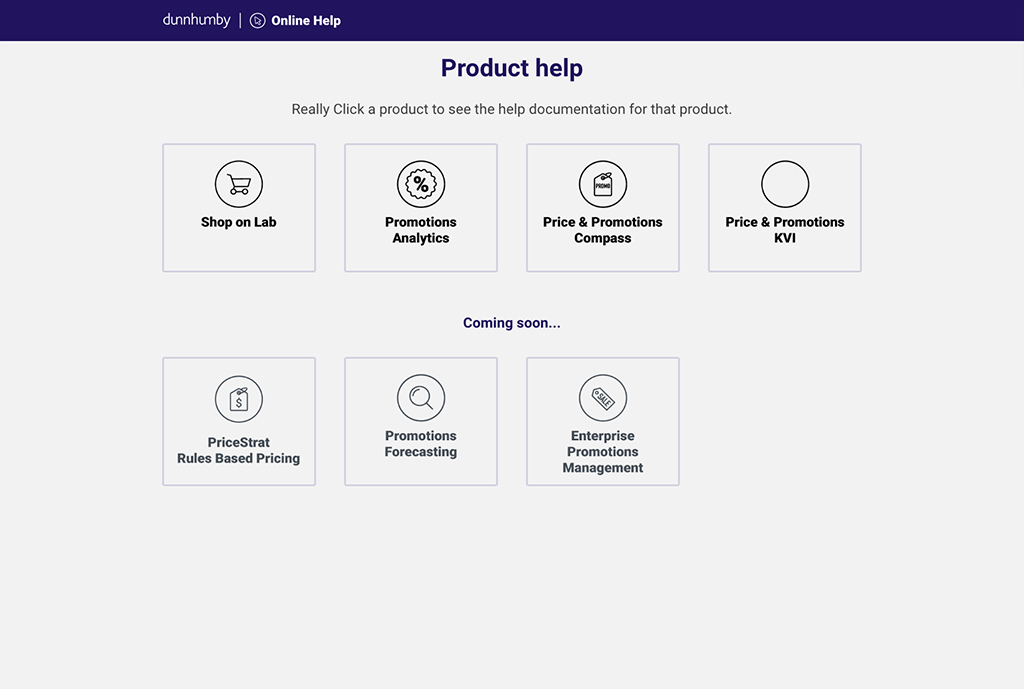 dunnhumby | Online Help
Product help
Really Click a product to see the help documentation for that product.
Shop on Lab
Promotions
Analytics
PROMO
Price & Promotions
Compass
Price & Promotions
KVI
Coming soon...
PriceStrat
Rules Based Pricing
Promotions
Forecasting
SALE
Enterprise
Promotions
Management